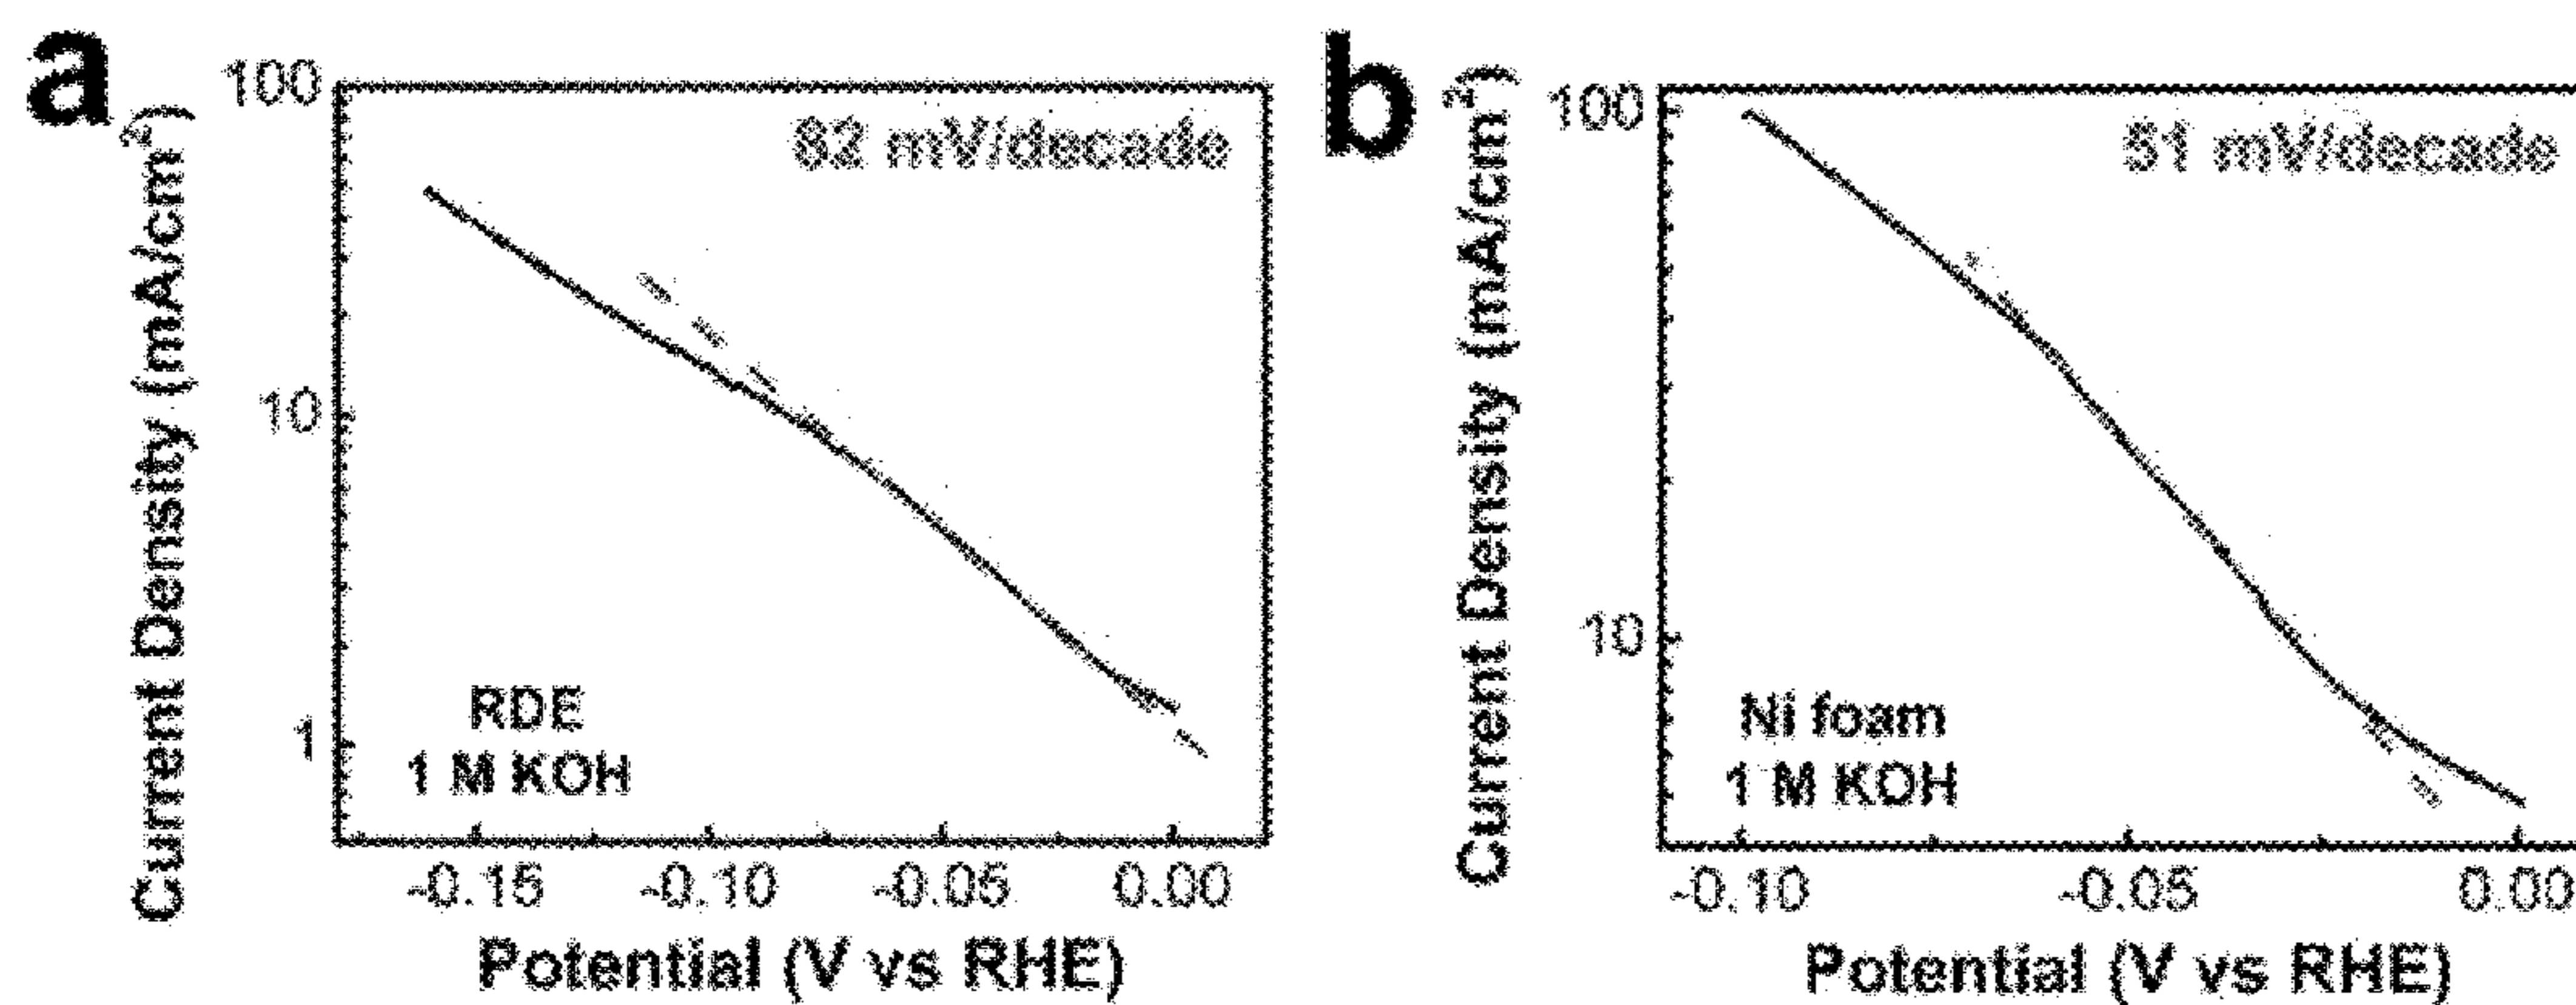 a
100
10
1
Current Density (mA/cm²)
82 mV/decade
RDE
1 M KOH
-0.15 -0.10 -0.05 0.00
Potential (V vs RHE)
b
100
10
Current Density (mA/cm²)
51 mV/decade
Ni foam
1 M KOH
-0.10 -0.05 0.00
Potential (V vs RHE)